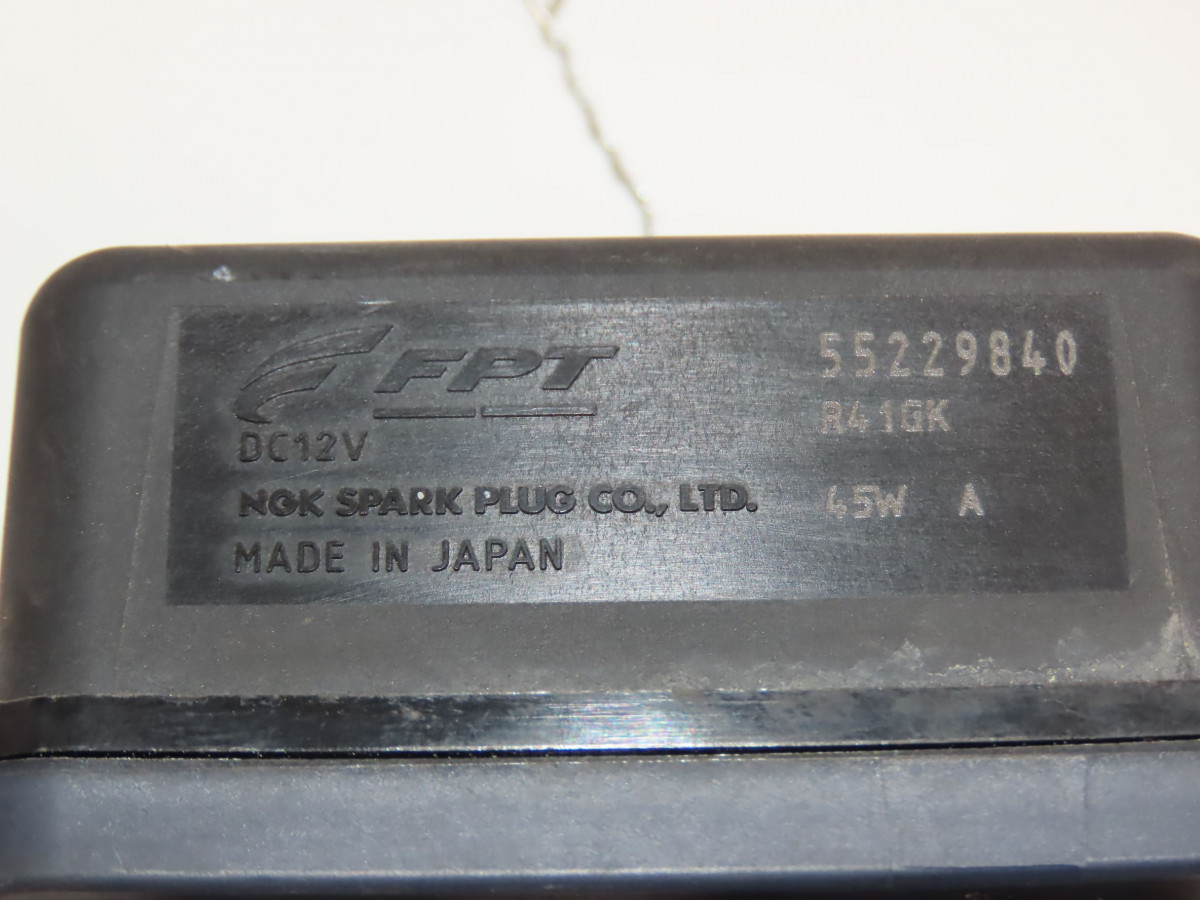 FPT
55229840
DC12V
R41GK
NGK SPARK PLUG CO., LTD.
45W A
MADE IN JAPAN